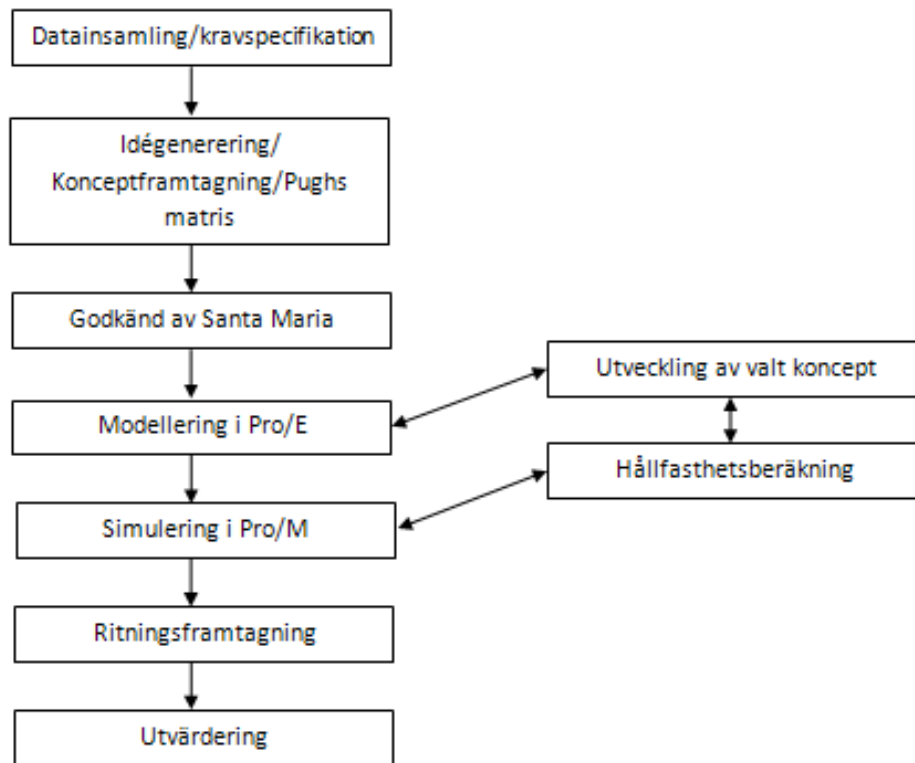 Datainsamling/kravspecifikation
Idégenerering/
Konceptframtagning/Pughs
matris
Godkänd av Santa Maria
Utveckling av valt koncept
Modellering i Pro/E
Hållfasthetsberäkning
Simulering i Pro/M
Ritningsframtagning
Utvärdering